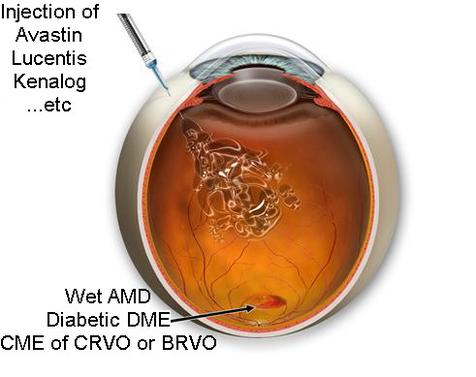 Injection of
Avastin
Lucentis
Kenalog
...etc
Wet AMD
Diabetic DME
CME of CRVO or BRVO